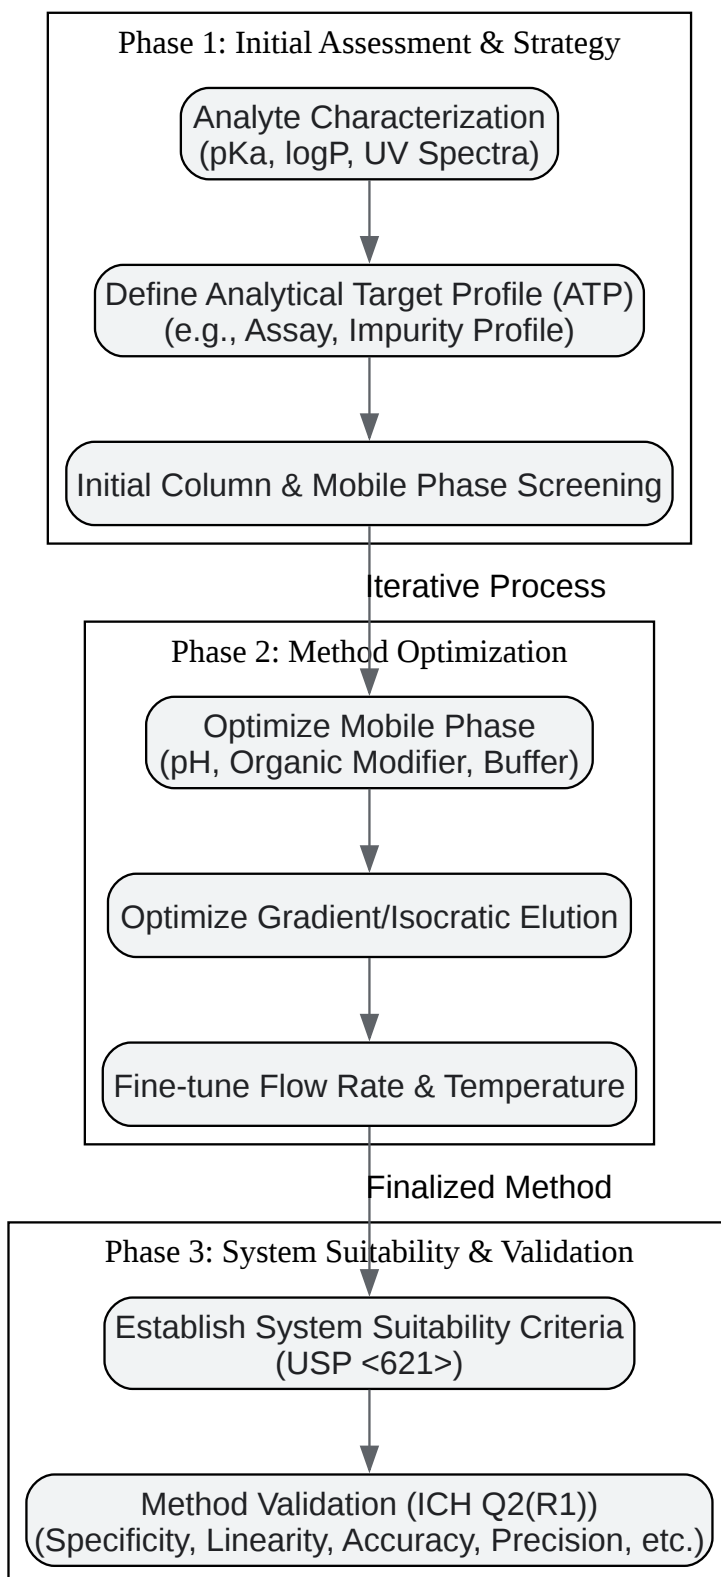 Phase 1: Initial Assessment & Strategy
Analyte Characterization
(pKa, logP, UV Spectra)
Define Analytical Target Profile (ATP)
(e.g., Assay, Impurity Profile)
Initial Column & Mobile Phase Screening
Iterative Process
Phase 2: Method Optimization
Optimize Mobile Phase
(pH, Organic Modifier, Buffer)
Optimize Gradient/Isocratic Elution
Fine-tune Flow Rate & Temperature
Finalized Method
Phase 3: System Suitability & Validation
Establish System Suitability Criteria
(USP <621>)
Method Validation (ICH Q2(R1))
(Specificity, Linearity, Accuracy, Precision, etc.)